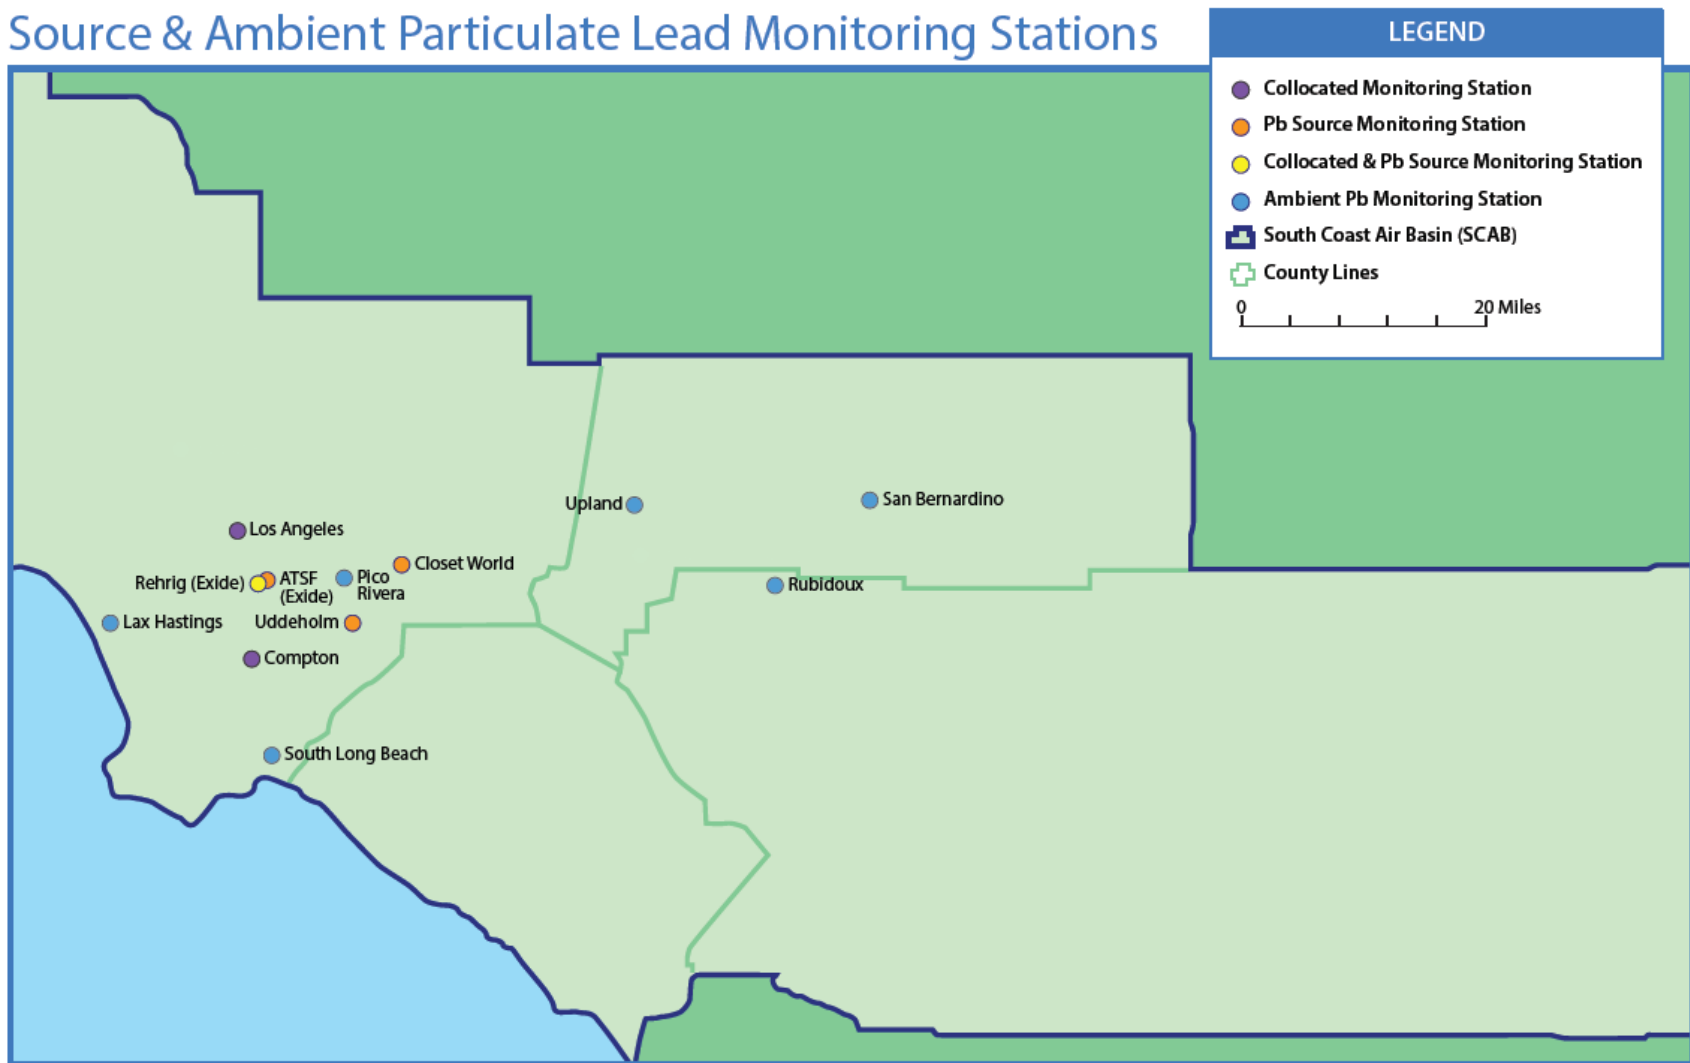 Source & Ambient Particulate Lead Monitoring Stations
LEGEND
Collocated Monitoring Station
Pb Source Monitoring Station
Collocated & Pb Source Monitoring Station
Ambient Pb Monitoring Station
South Coast Air Basin (SCAB)
County Lines
0 20 Miles
Upland
San Bernardino
Los Angeles
Closet World
Rehrig (Exide)
ATSF
(Exide)
Pico
Rivera
Rubidoux
Lax Hastings
Uddeholm
Compton
South Long Beach